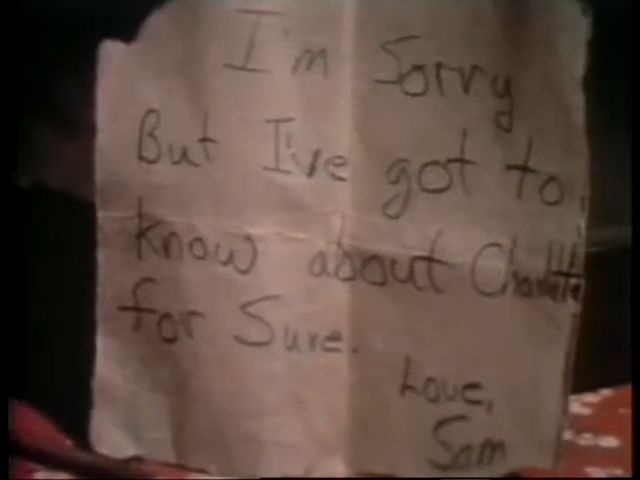 I'm Sorry
But I've got to
know about Charlotte
for Sure.
Love,
Sam